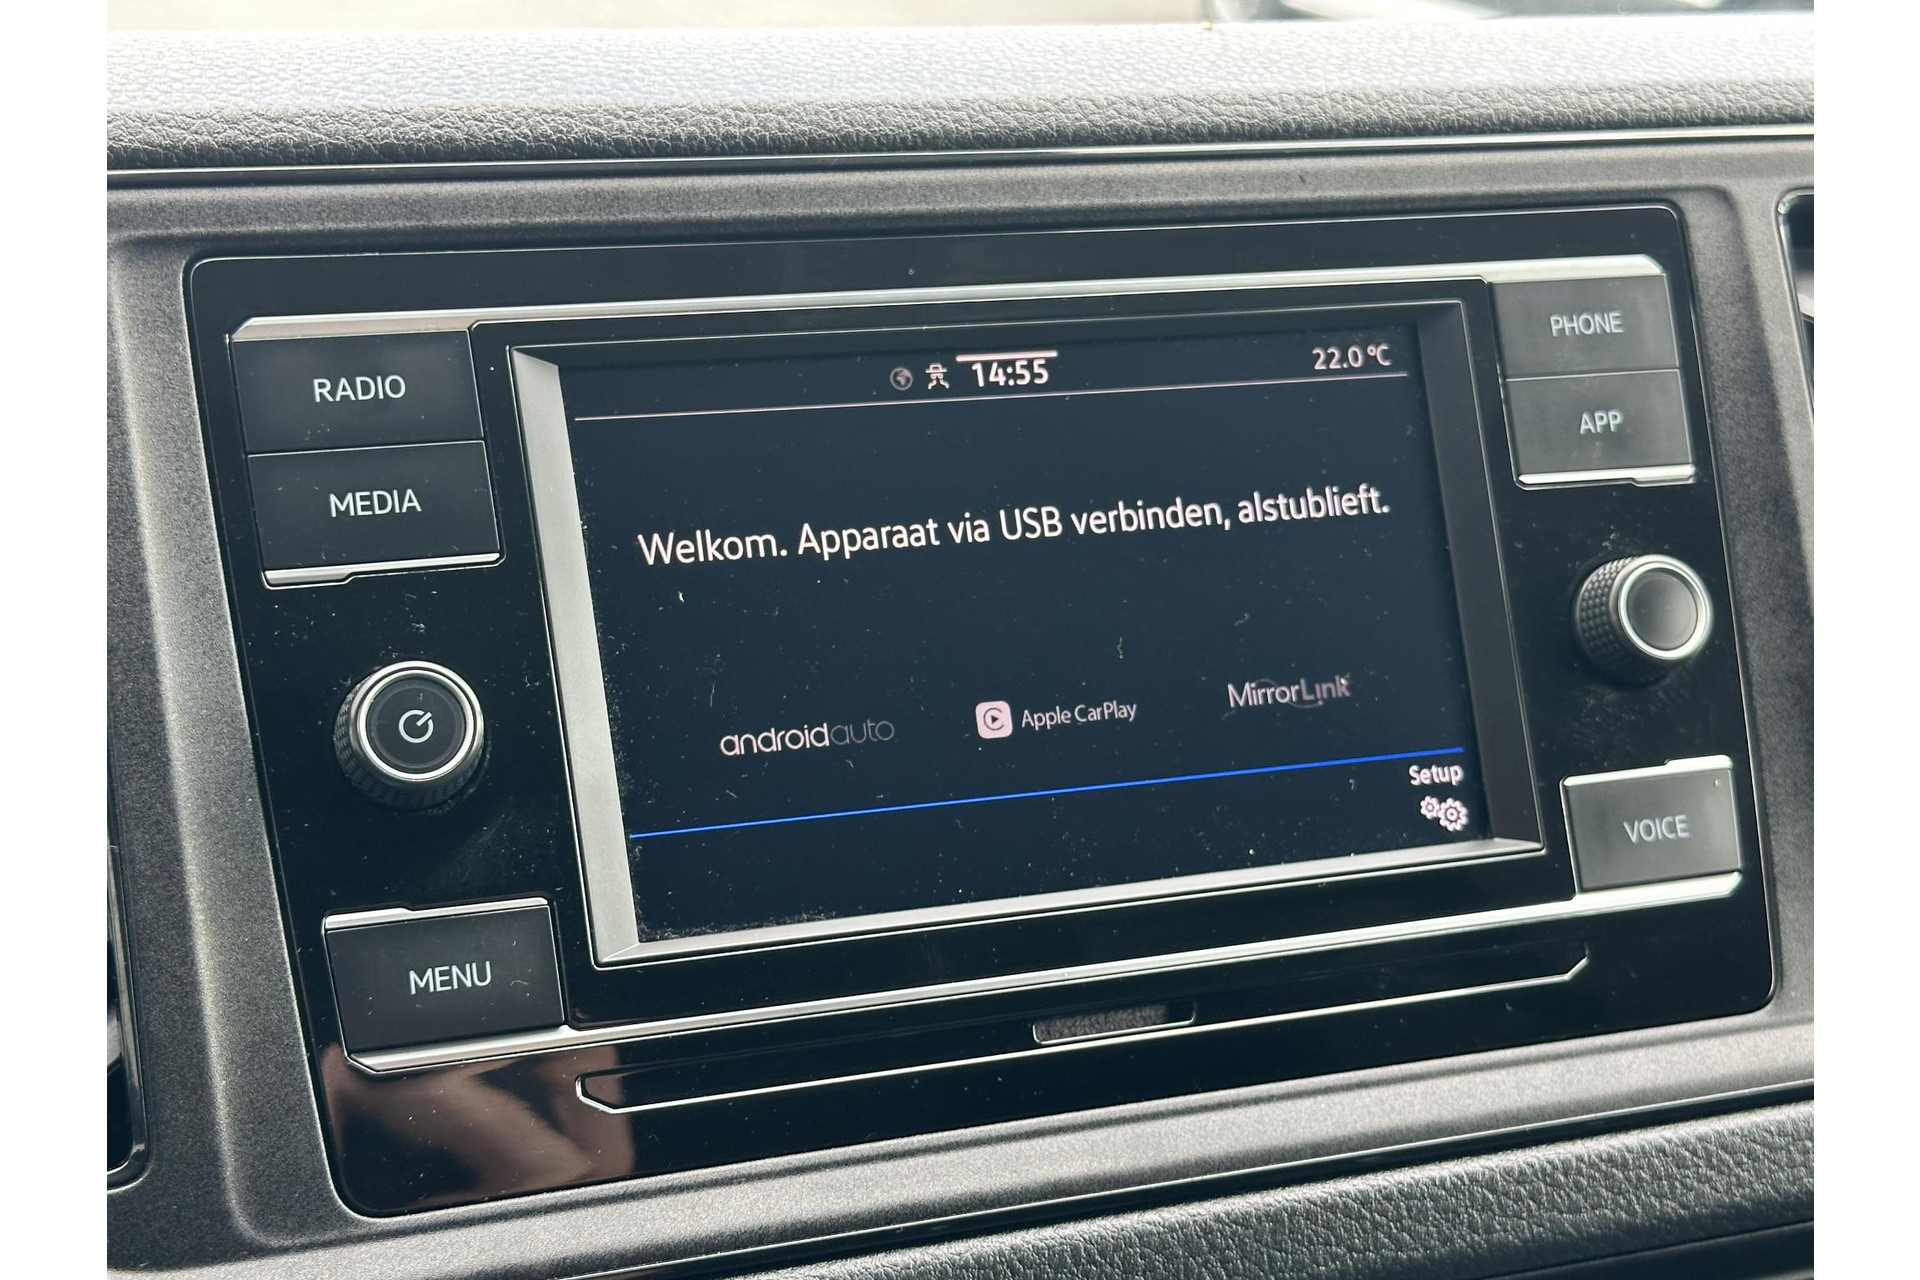 RADIO
MEDIA
MENU
14:55
22.0 °C
Welkom. Apparaat via USB verbinden, alstublieft.
androidauto
Apple CarPlay
MirrorLink
Setup
PHONE
APP
VOICE